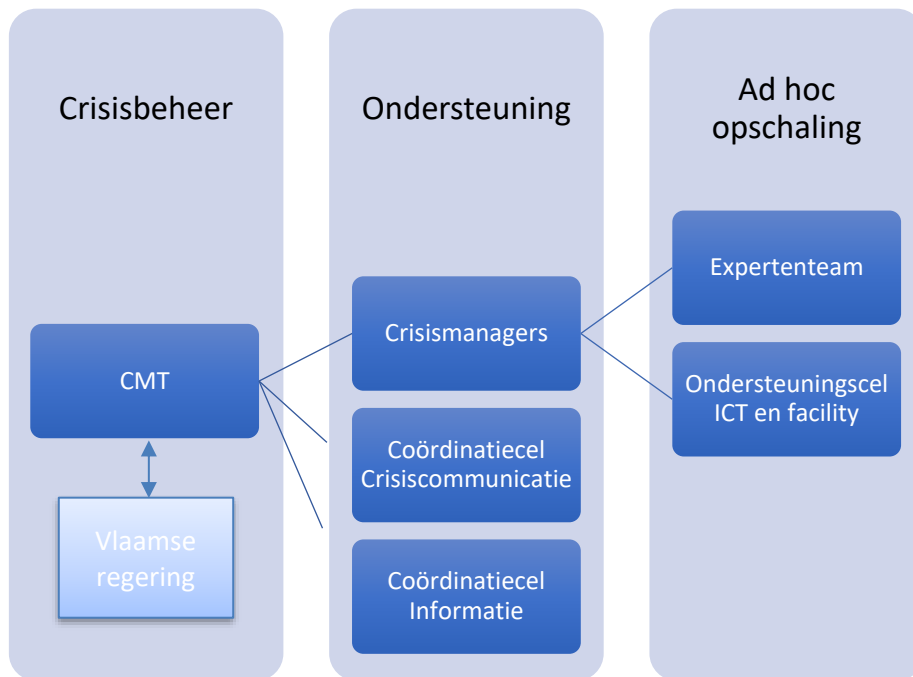 Crisisbeheer
CMT
Vlaamse
regering
Ondersteuning
Crisismanagers
Coördinatiecel
Crisiscommunicatie
Coördinatiecel
Informatie
Ad hoc
opschaling
Expertenteam
Ondersteuningscel
ICT en facility